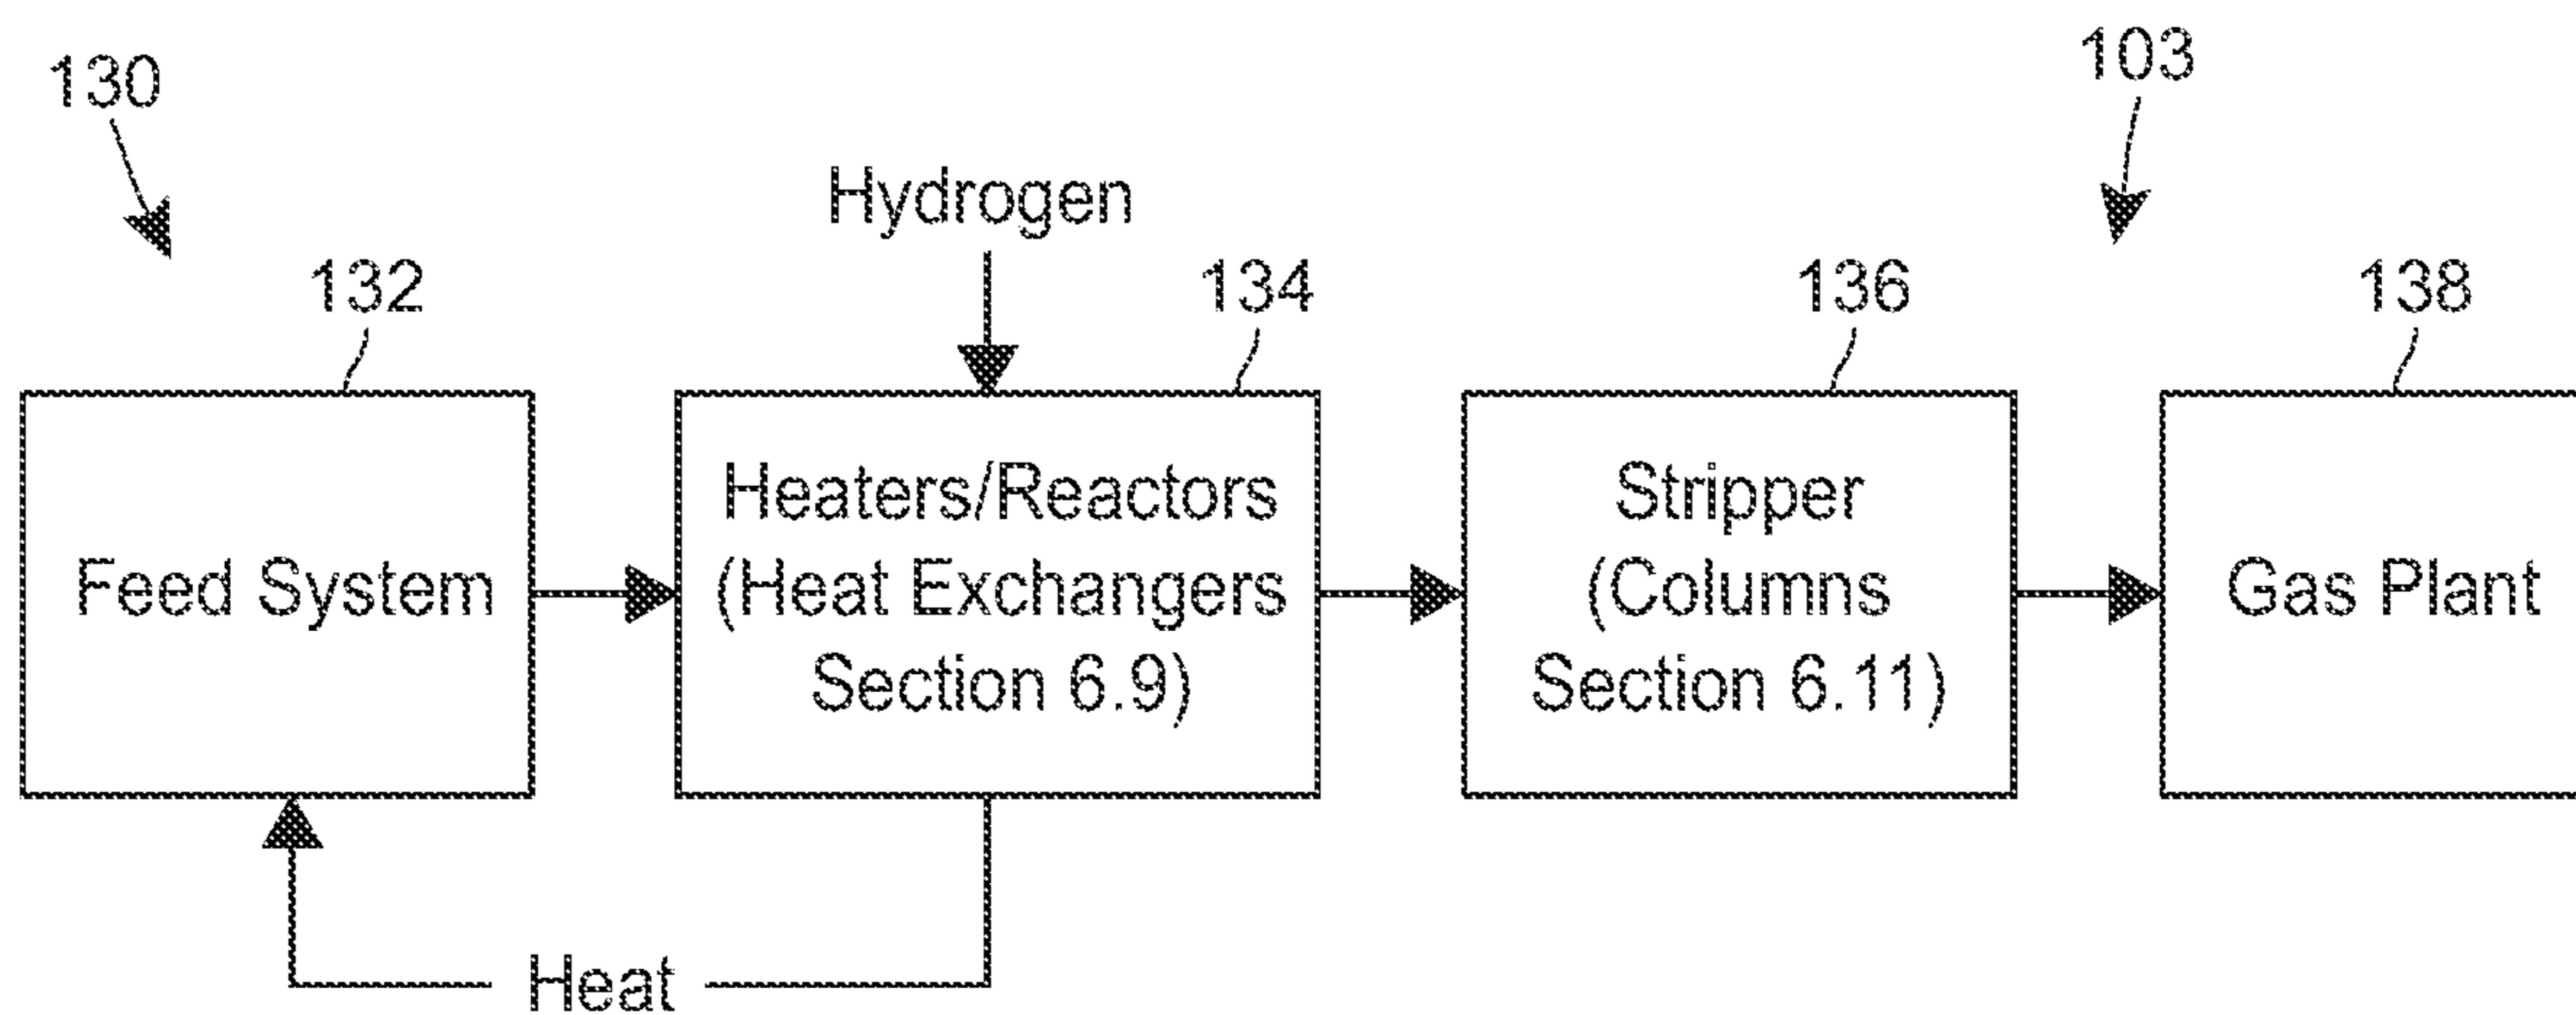 130
103
Hydrogen
132
134
136
138
Feed System
Heaters/Reactors
(Heat Exchangers
Section 6.9)
Stripper
(Columns
Section 6.11)
Gas Plant
Heat